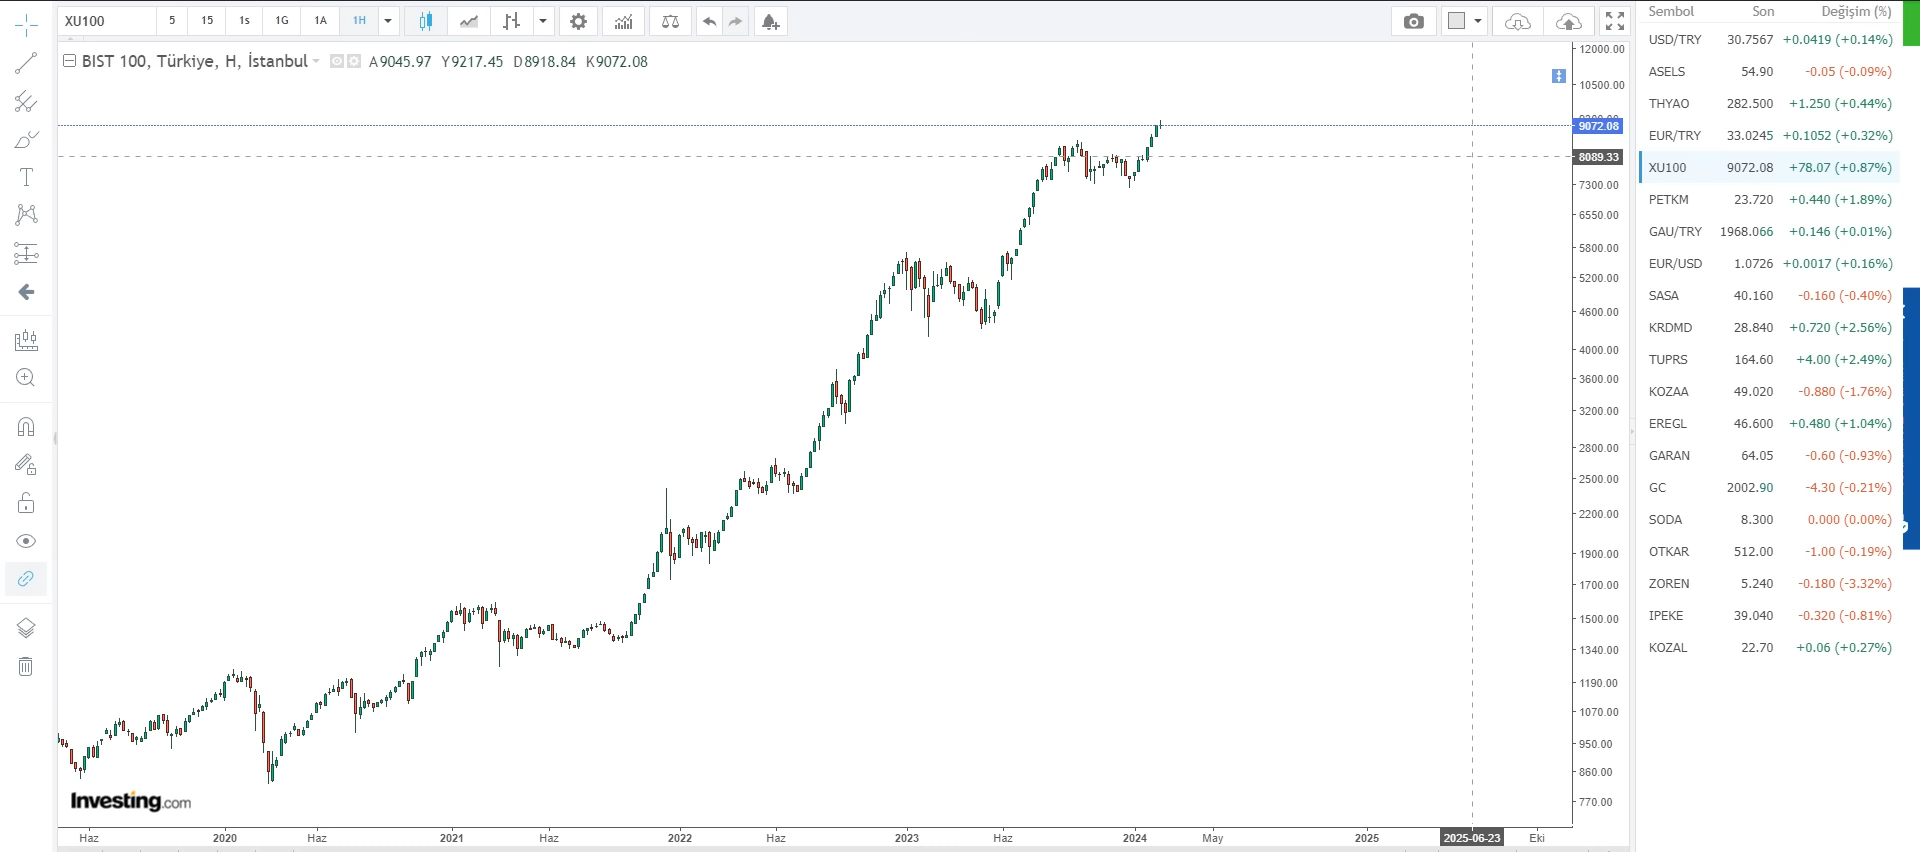 XU100 5 15 1s 1G 1A 1H
BIST 100, Türkiye, H, İstanbul A9045.97 Y9217.45 D8918.84 K9072.08
12000.00
10500.00
9072.08
8089.33
7300.00
6550.00
5800.00
5200.00
4600.00
4000.00
3600.00
3200.00
2800.00
2500.00
2200.00
1900.00
1700.00
1500.00
1340.00
1190.00
1070.00
950.00
860.00
770.00
Investing.com
Haz 2020 Haz 2021 Haz 2022 Haz 2023 Haz 2024 May 2025 2025-06-23 Eki
Sembol Son Değişim (%)
USD/TRY 30.7567 +0.0419 (+0.14%)
ASELS 54.90 -0.05 (-0.09%)
THYAO 282.500 +1.250 (+0.44%)
EUR/TRY 33.0245 +0.1052 (+0.32%)
XU100 9072.08 +78.07 (+0.87%)
PETKM 23.720 +0.440 (+1.89%)
GAU/TRY 1968.066 +0.146 (+0.01%)
EUR/USD 1.0726 +0.0017 (+0.16%)
SASA 40.160 -0.160 (-0.40%)
KRDMD 28.840 +0.720 (+2.56%)
TUPRS 164.60 +4.00 (+2.49%)
KOZAA 49.020 -0.880 (-1.76%)
EREGL 46.600 +0.480 (+1.04%)
GARAN 64.05 -0.60 (-0.93%)
GC 2002.90 -4.30 (-0.21%)
SODA 8.300 0.000 (0.00%)
OTKAR 512.00 -1.00 (-0.19%)
ZOREN 5.240 -0.180 (-3.32%)
IPEKE 39.040 -0.320 (-0.81%)
KOZAL 22.70 +0.06 (+0.27%)